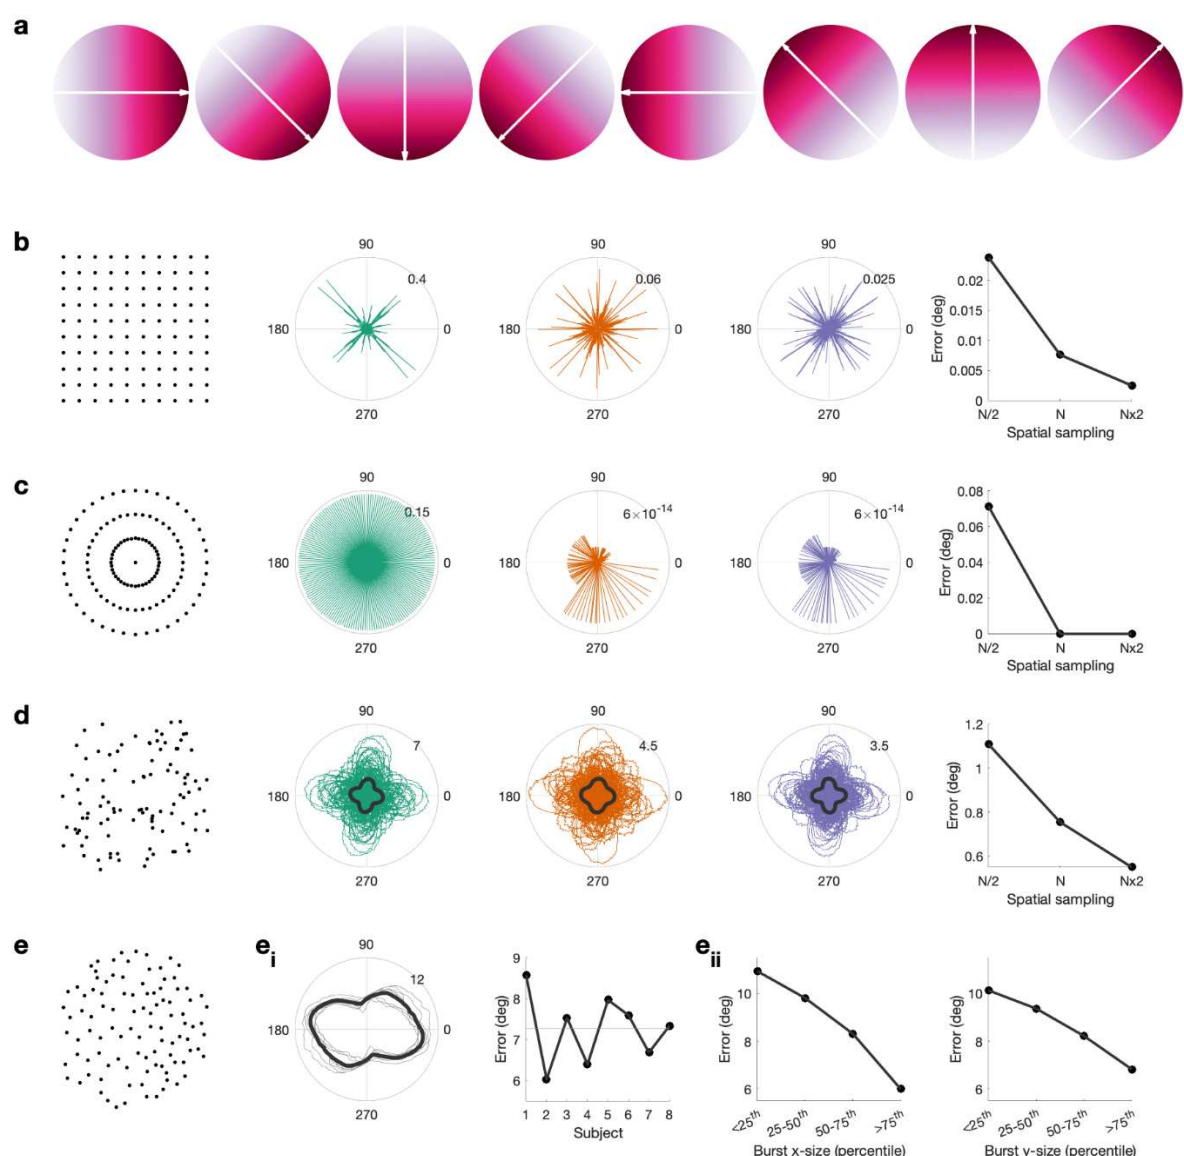 a
b
90
180
0.4
0
270
90
180
0.06
0
270
90
180
0.025
0
270
Error (deg)
0.02
0.015
0.01
0.005
0
N/2
N
Nx2
Spatial sampling
c
90
180
0.15
0
270
90
180
6×10-14
0
270
90
180
6×10-14
0
270
Error (deg)
0.08
0.06
0.04
0.02
0
N/2
N
Nx2
Spatial sampling
d
90
180
7
0
270
90
180
4.5
0
270
90
180
3.5
0
270
Error (deg)
1.2
1
0.8
0.6
N/2
N
Nx2
Spatial sampling
e
ei
90
180
12
0
270
Error (deg)
9
8
7
6
1 2 3 4 5 6 7 8
Subject
eii
Error (deg)
10
8
6
<25th
25-50th
50-75th
>75th
Burst x-size (percentile)
Error (deg)
10
8
6
<25th
25-50th
50-75th
>75th
Burst y-size (percentile)